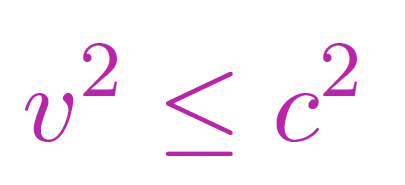 v² ≤ c²